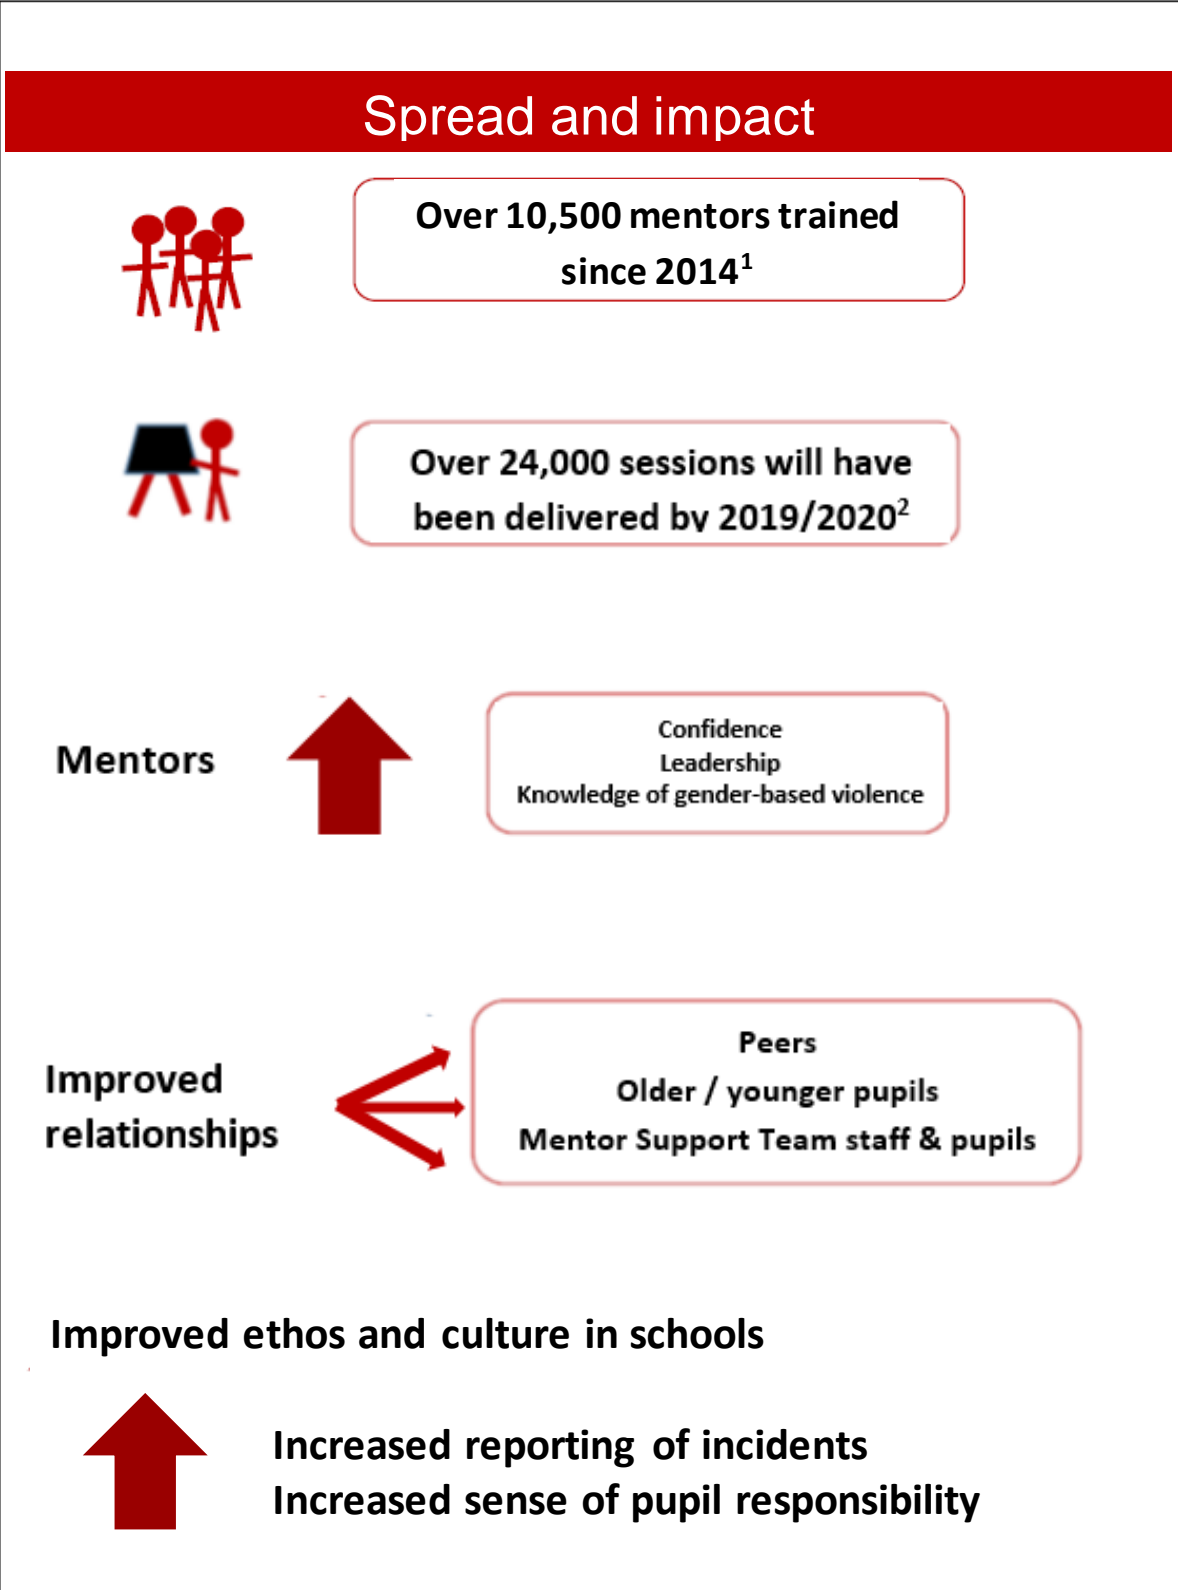 Spread and impact
Over 10,500 mentors trained
since 2014¹
Over 24,000 sessions will have
been delivered by 2019/2020²
Mentors
Confidence
Leadership
Knowledge of gender-based violence
Improved
relationships
Peers
Older / younger pupils
Mentor Support Team staff & pupils
Improved ethos and culture in schools
Increased reporting of incidents
Increased sense of pupil responsibility